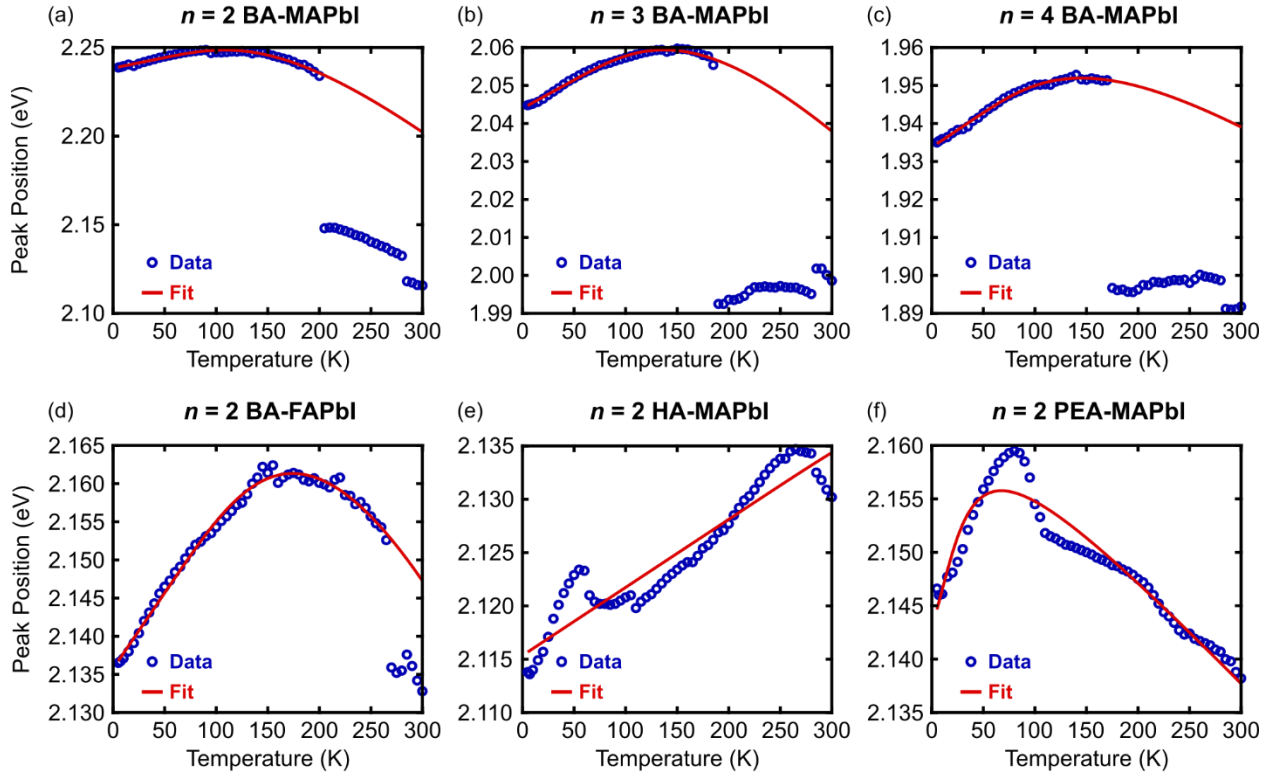 (a) n = 2 BA-MAPbI
(b) n = 3 BA-MAPbI
(c) n = 4 BA-MAPbI
Peak Position (eV)
2.25
2.20
2.15
2.10
Data
Fit
0 50 100 150 200 250 300
Temperature (K)
2.06
2.05
2.04
2.03
2.02
2.01
2.00
1.99
Data
Fit
0 50 100 150 200 250 300
Temperature (K)
1.96
1.95
1.94
1.93
1.92
1.91
1.90
1.89
Data
Fit
0 50 100 150 200 250 300
Temperature (K)
(d) n = 2 BA-FAPbI
(e) n = 2 HA-MAPbI
(f) n = 2 PEA-MAPbI
Peak Position (eV)
2.165
2.160
2.155
2.150
2.145
2.140
2.135
2.130
Data
Fit
0 50 100 150 200 250 300
Temperature (K)
2.135
2.130
2.125
2.120
2.115
2.110
Data
Fit
0 50 100 150 200 250 300
Temperature (K)
2.160
2.155
2.150
2.145
2.140
2.135
Data
Fit
0 50 100 150 200 250 300
Temperature (K)